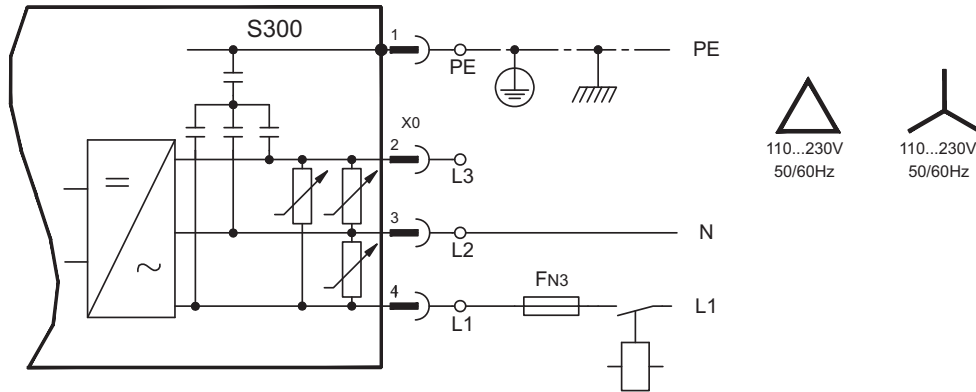 S300
1
PE
PE
X0
2
L3
3
L2
N
4
L1
FN3
L1
110...230V
50/60Hz
110...230V
50/60Hz